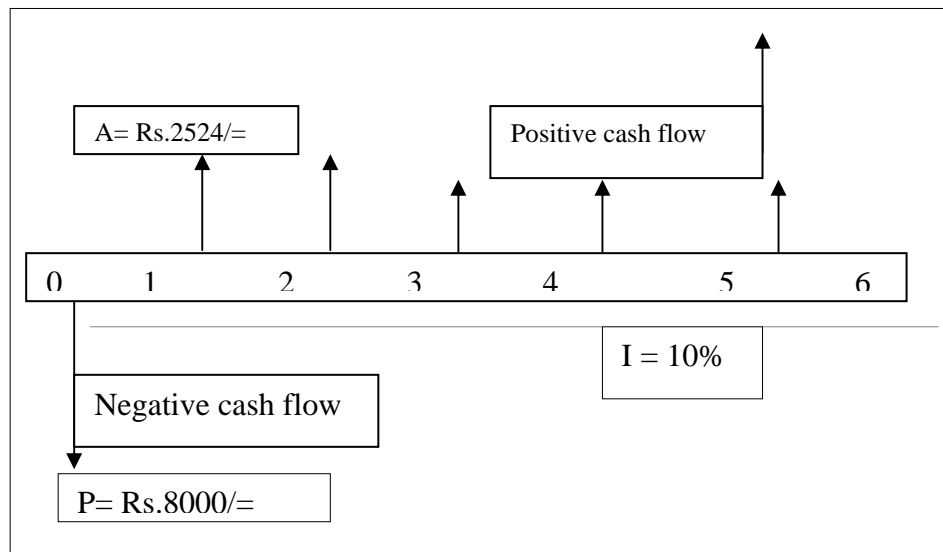 A= Rs.2524/=
Positive cash flow
0 1 2 3 4 5 6
I = 10%
Negative cash flow
P= Rs.8000/=